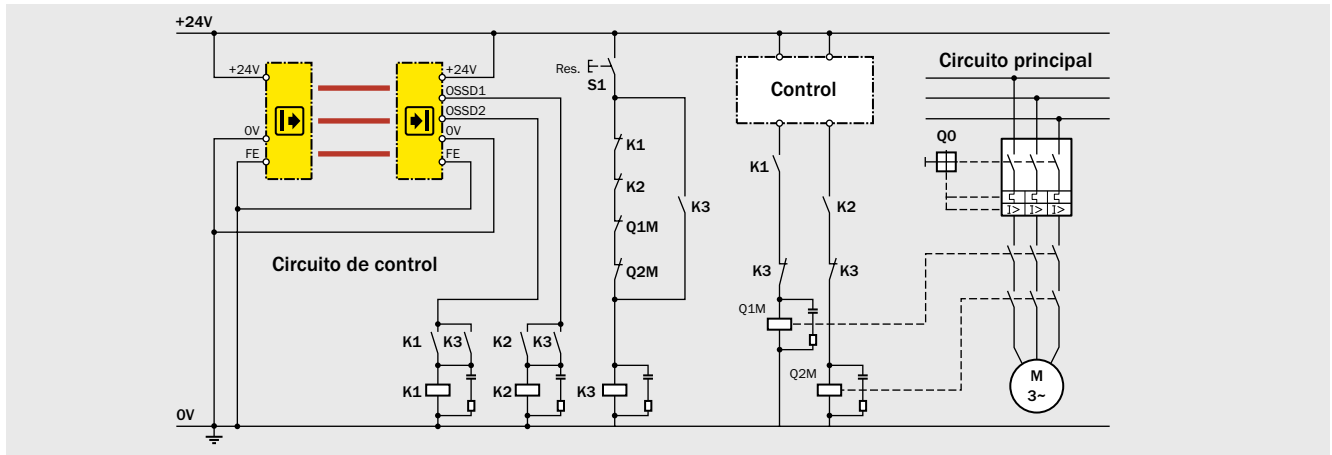 +24V
+24V
0V
FE
+24V
OSSD1
OSSD2
0V
FE
Res.
S1
K1
K2
Q1M
Q2M
K3
Control
K1
K2
K3
K3
Q1M
Q2M
Circuito principal
Q0
I> I> I>
M
3~
Circuito de control
K1 K3 K2 K3
K1 K2 K3
0V